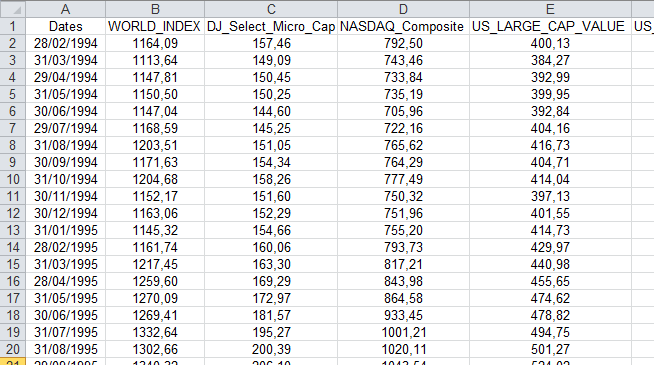 A B C D E
1 Dates WORLD_INDEX DJ_Select_Micro_Cap NASDAQ_Composite US_LARGE_CAP_VALUE US_
2 28/02/1994 1164,09 157,46 792,50 400,13
3 31/03/1994 1113,64 149,09 743,46 384,27
4 29/04/1994 1147,81 150,45 733,84 392,99
5 31/05/1994 1150,50 150,25 735,19 399,95
6 30/06/1994 1147,04 144,60 705,96 392,84
7 29/07/1994 1168,59 145,25 722,16 404,16
8 31/08/1994 1203,51 151,05 765,62 416,73
9 30/09/1994 1171,63 154,34 764,29 404,71
10 31/10/1994 1204,68 158,26 777,49 414,04
11 30/11/1994 1152,17 151,60 750,32 397,13
12 30/12/1994 1163,06 152,29 751,96 401,55
13 31/01/1995 1145,32 154,66 755,20 414,73
14 28/02/1995 1161,74 160,06 793,73 429,97
15 31/03/1995 1217,45 163,30 817,21 440,98
16 28/04/1995 1259,60 169,29 843,98 455,65
17 31/05/1995 1270,09 172,97 864,58 474,62
18 30/06/1995 1269,41 181,57 933,45 478,82
19 31/07/1995 1332,64 195,27 1001,21 494,75
20 31/08/1995 1302,66 200,39 1020,11 501,27
21